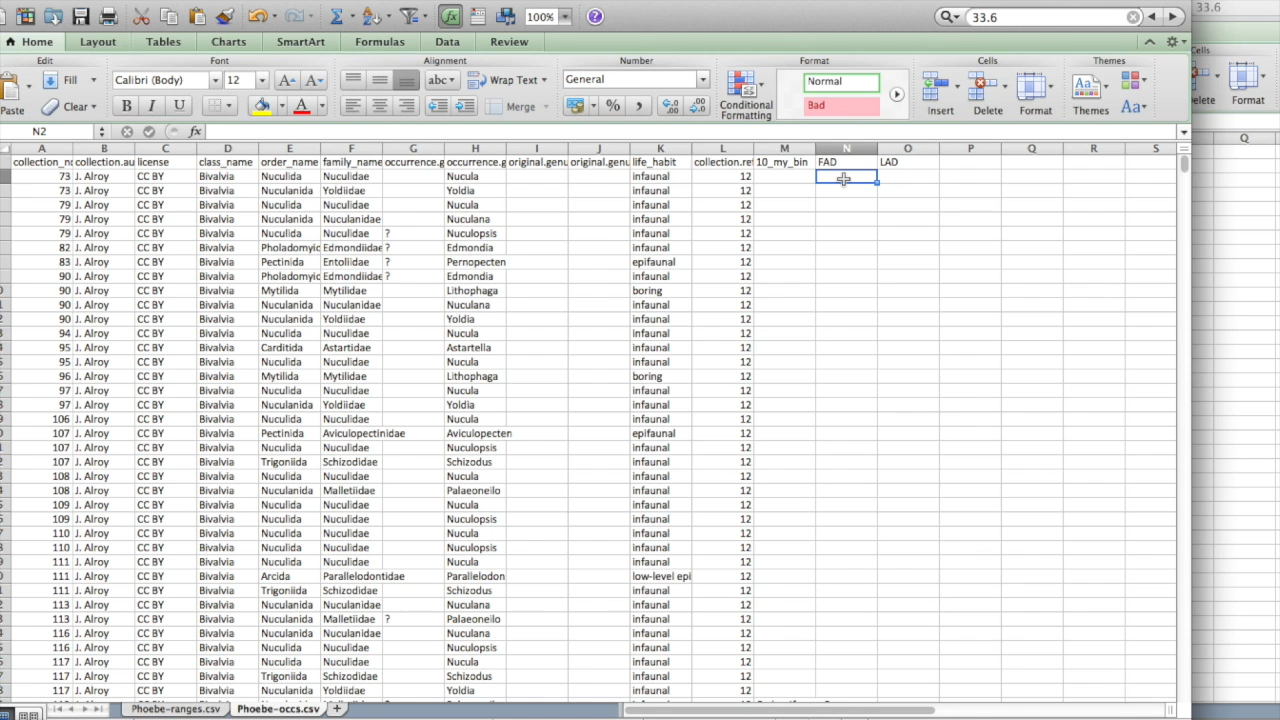 33.6
100%
33.6
Home Layout Tables Charts SmartArt Formulas Data Review
Edit Font Alignment Number Format Cells Themes
Cells
Fill Calibri (Body) 12 abc Wrap Text General Normal
Paste Clear B I U A Merge % Conditional Formatting Bad Insert Delete Format Themes Aa
Delete Format
N2 fx
A B C D E F G H I J K L M N O P Q R S
Q
collection_no collection.au license class_name order_name family_name occurrence.g occurrence.g original.genu original.genu life_habit collection.ref 10_my_bin FAD LAD
73 J. Alroy CC BY Bivalvia Nuculida Nuculidae Nucula infaunal 12
73 J. Alroy CC BY Bivalvia Nuculanida Yoldiidae Yoldia infaunal 12
79 J. Alroy CC BY Bivalvia Nuculida Nuculidae Nucula infaunal 12
79 J. Alroy CC BY Bivalvia Nuculanida Nuculanidae Nuculana infaunal 12
79 J. Alroy CC BY Bivalvia Nuculida Nuculidae ? Nuculopsis infaunal 12
82 J. Alroy CC BY Bivalvia Pholadomyic Edmondiidae ? Edmondia infaunal 12
83 J. Alroy CC BY Bivalvia Pectinida Entoliidae ? Pernopecten epifaunal 12
90 J. Alroy CC BY Bivalvia Pholadomyic Edmondiidae ? Edmondia infaunal 12
90 J. Alroy CC BY Bivalvia Mytilida Mytilidae Lithophaga boring 12
90 J. Alroy CC BY Bivalvia Nuculanida Nuculanidae Nuculana infaunal 12
90 J. Alroy CC BY Bivalvia Nuculanida Yoldiidae Yoldia infaunal 12
94 J. Alroy CC BY Bivalvia Nuculida Nuculidae Nucula infaunal 12
95 J. Alroy CC BY Bivalvia Carditida Astartidae Astartella infaunal 12
95 J. Alroy CC BY Bivalvia Nuculida Nuculidae Nucula infaunal 12
96 J. Alroy CC BY Bivalvia Mytilida Mytilidae Lithophaga boring 12
97 J. Alroy CC BY Bivalvia Nuculida Nuculidae Nucula infaunal 12
97 J. Alroy CC BY Bivalvia Nuculanida Yoldiidae Yoldia infaunal 12
106 J. Alroy CC BY Bivalvia Nuculida Nuculidae Nucula infaunal 12
107 J. Alroy CC BY Bivalvia Pectinida Aviculopectinidae Aviculopecten epifaunal 12
107 J. Alroy CC BY Bivalvia Nuculida Nuculidae Nuculopsis infaunal 12
107 J. Alroy CC BY Bivalvia Trigoniida Schizodidae Schizodus infaunal 12
108 J. Alroy CC BY Bivalvia Nuculida Nuculidae Nucula infaunal 12
108 J. Alroy CC BY Bivalvia Nuculanida Malletiidae Palaeoneilo infaunal 12
109 J. Alroy CC BY Bivalvia Nuculida Nuculidae Nucula infaunal 12
109 J. Alroy CC BY Bivalvia Nuculida Nuculidae Nuculopsis infaunal 12
110 J. Alroy CC BY Bivalvia Nuculida Nuculidae Nucula infaunal 12
110 J. Alroy CC BY Bivalvia Nuculida Nuculidae Nuculopsis infaunal 12
111 J. Alroy CC BY Bivalvia Nuculida Nuculidae Nucula infaunal 12
111 J. Alroy CC BY Bivalvia Arcida Parallelodontidae Parallelodon low-level epi 12
111 J. Alroy CC BY Bivalvia Trigoniida Schizodidae Schizodus infaunal 12
113 J. Alroy CC BY Bivalvia Nuculanida Nuculanidae Nuculana infaunal 12
113 J. Alroy CC BY Bivalvia Nuculanida Malletiidae ? Palaeoneilo infaunal 12
116 J. Alroy CC BY Bivalvia Nuculanida Nuculanidae Nuculana infaunal 12
116 J. Alroy CC BY Bivalvia Nuculida Nuculidae Nuculopsis infaunal 12
117 J. Alroy CC BY Bivalvia Nuculida Nuculidae Nucula infaunal 12
117 J. Alroy CC BY Bivalvia Trigoniida Schizodidae Schizodus infaunal 12
117 J. Alroy CC BY Bivalvia Nuculanida Yoldiidae Yoldia infaunal 12
Phoebe-ranges.csv Phoebe-occs.csv